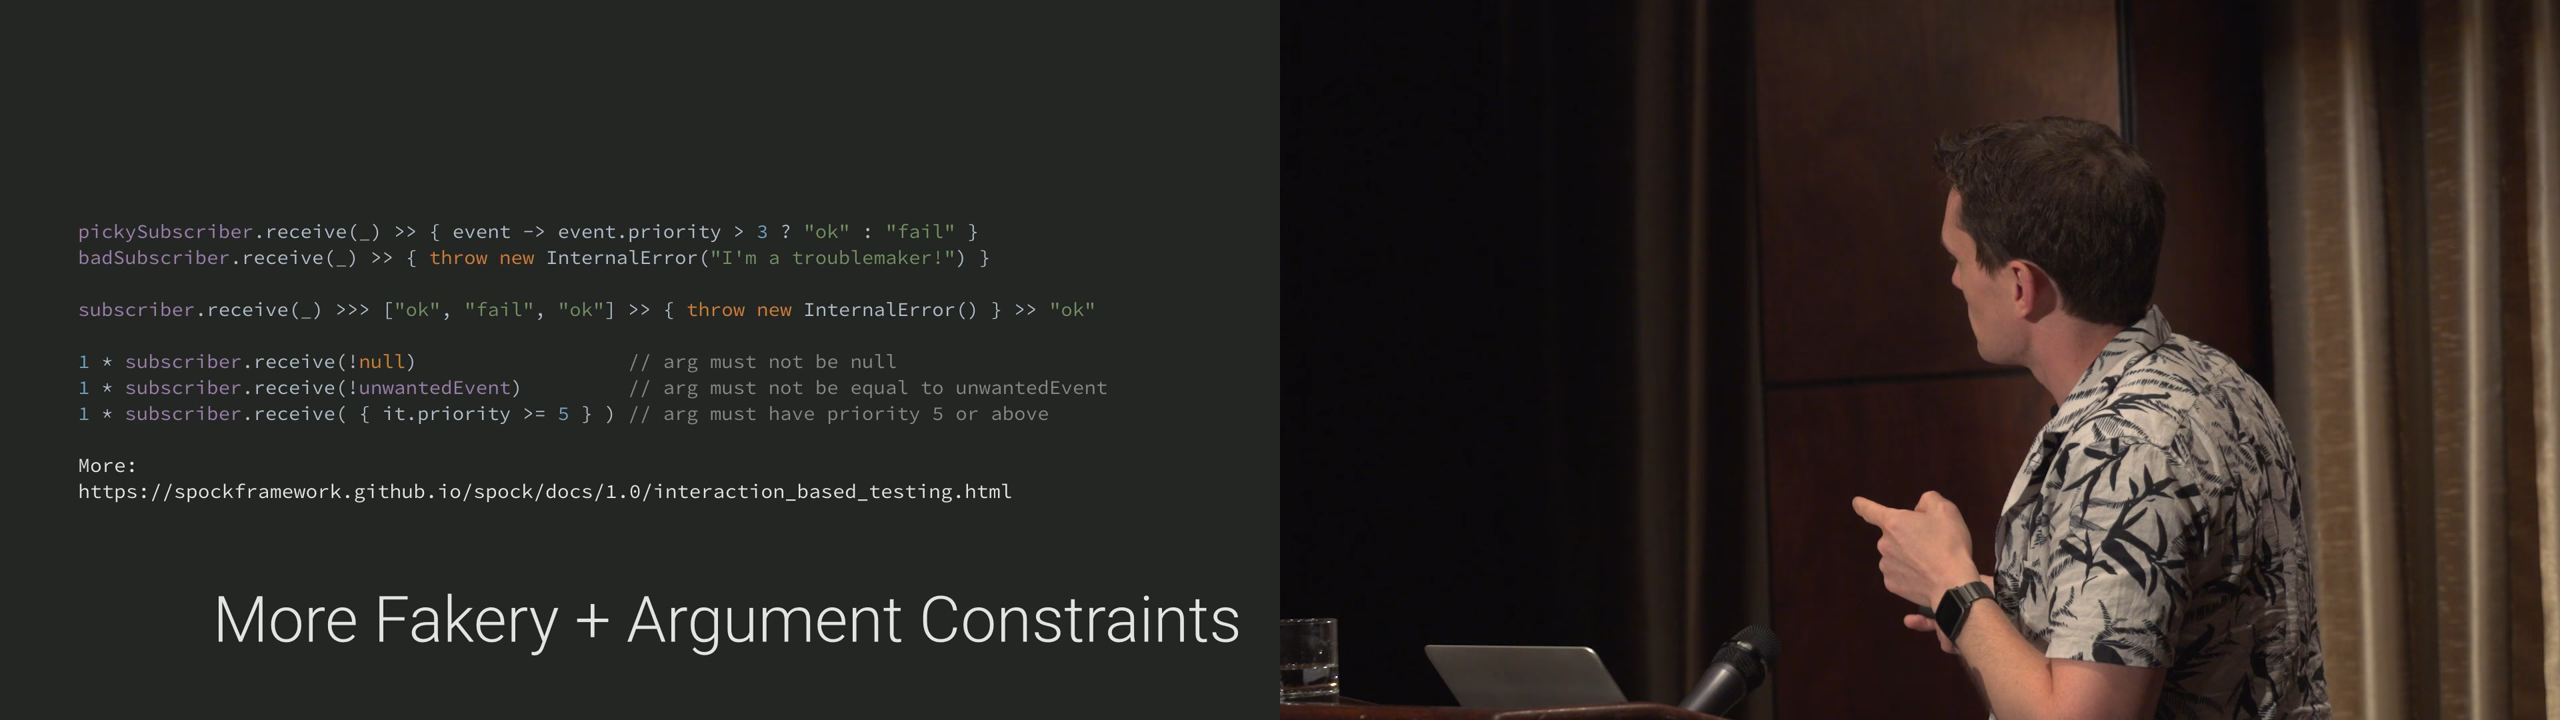 pickySubscriber.receive(_) >> { event -> event.priority > 3 ? "ok" : "fail" }
badSubscriber.receive(_) >> { throw new InternalError("I'm a troublemaker!") }
subscriber.receive(_) >>> ["ok", "fail", "ok"] >> { throw new InternalError() } >> "ok"
1 * subscriber.receive(!null) // arg must not be null
1 * subscriber.receive(!unwantedEvent) // arg must not be equal to unwantedEvent
1 * subscriber.receive( { it.priority >= 5 } ) // arg must have priority 5 or above
More:
https://spockframework.github.io/spock/docs/1.0/interaction_based_testing.html
More Fakery + Argument Constraints